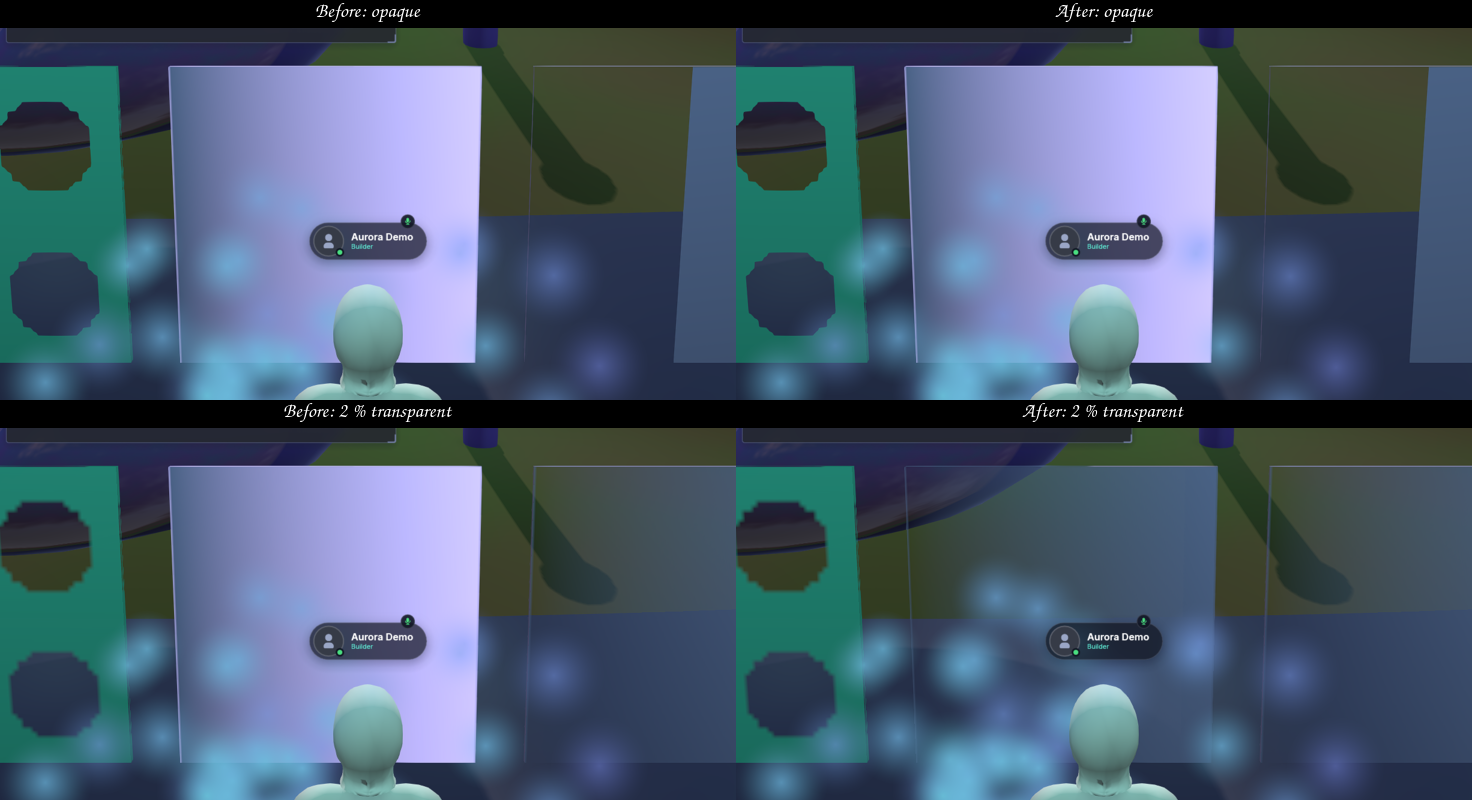 Before: opaque
After: opaque
Aurora Demo
Builder
Aurora Demo
Builder
Before: 2 % transparent
After: 2 % transparent
Aurora Demo
Builder
Aurora Demo
Builder